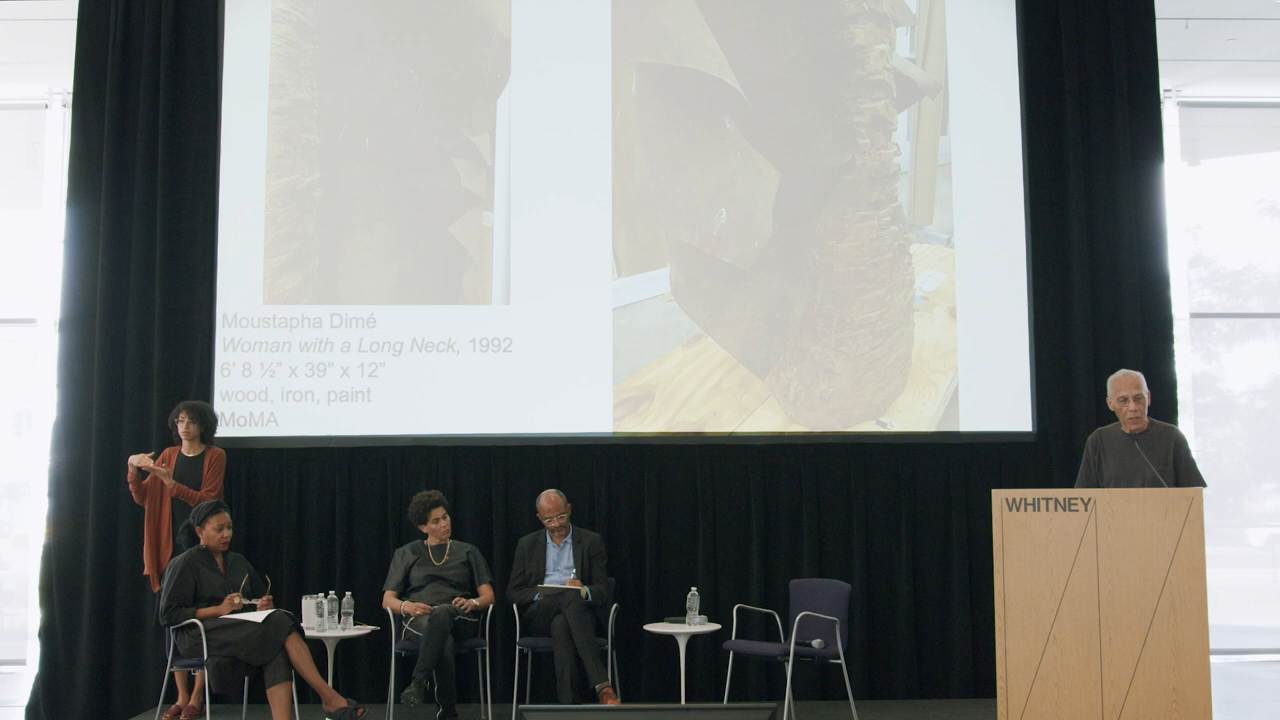 Moustapha Dimé
Woman with a Long Neck, 1992
6’ 8 ½” x 39” x 12”
wood, iron, paint
MoMA
WHITNEY